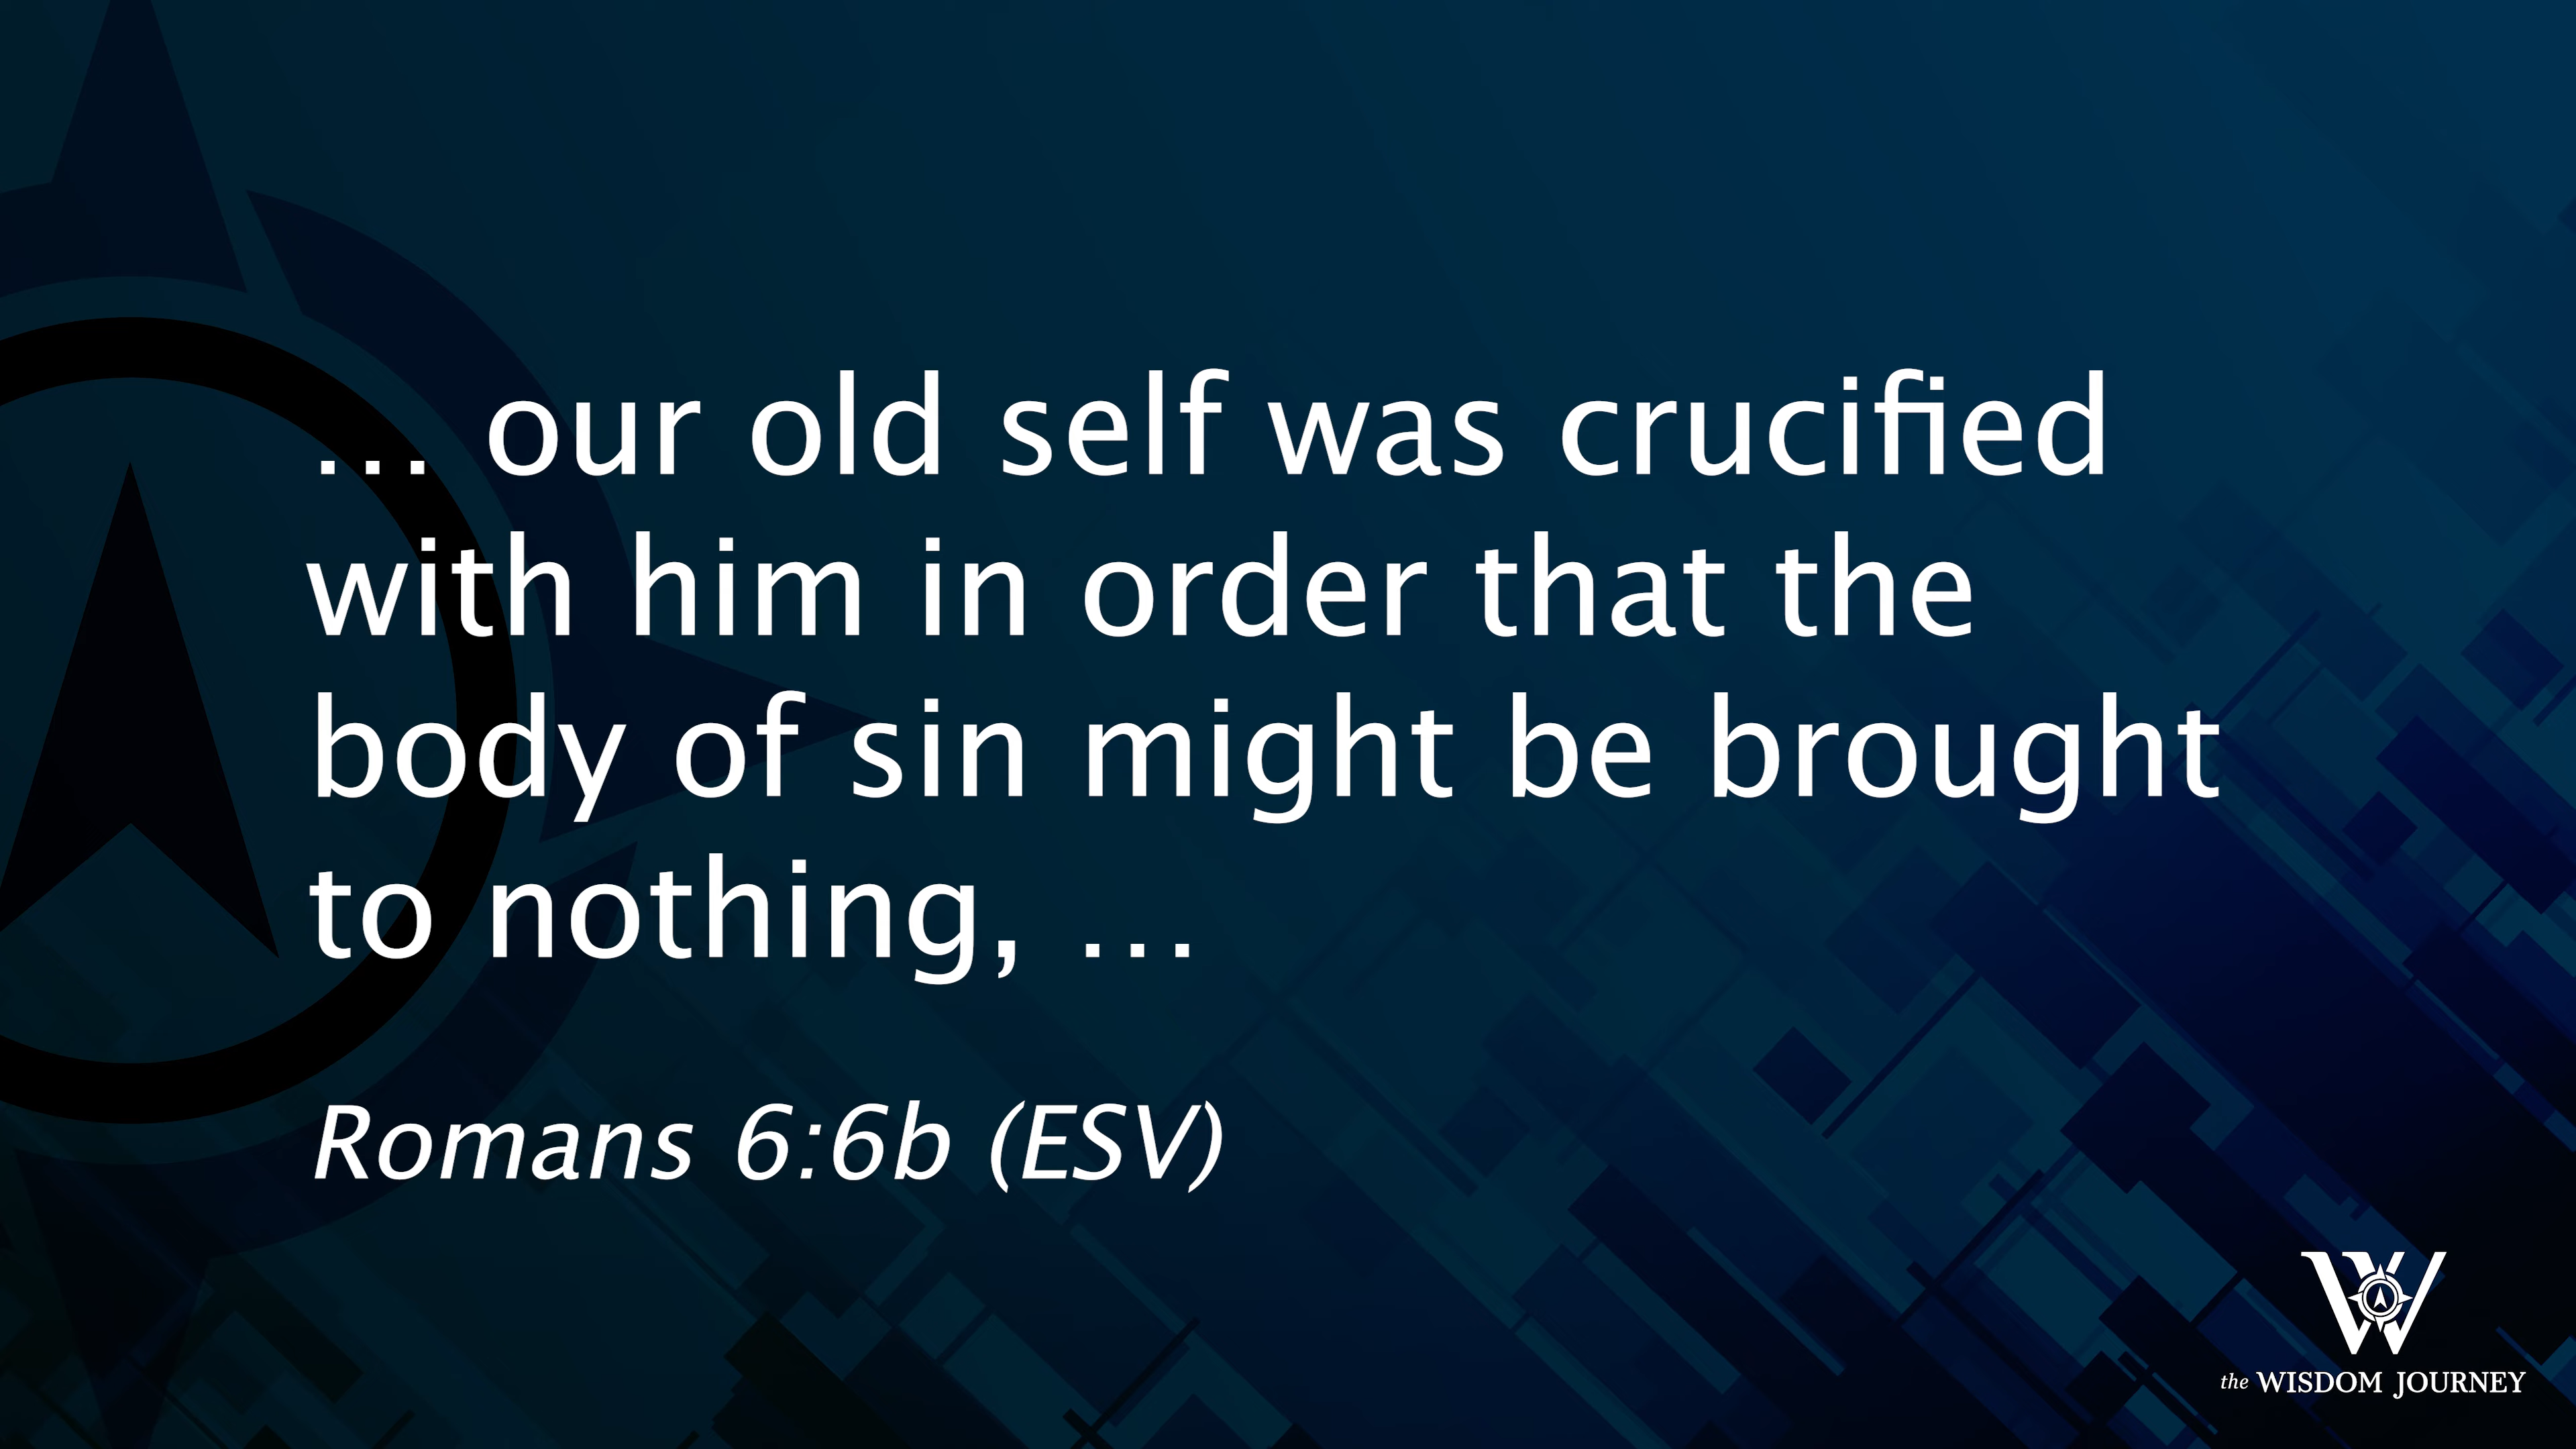 … our old self was crucified
with him in order that the
body of sin might be brought
to nothing, …
Romans 6:6b (ESV)
W
the WISDOM JOURNEY